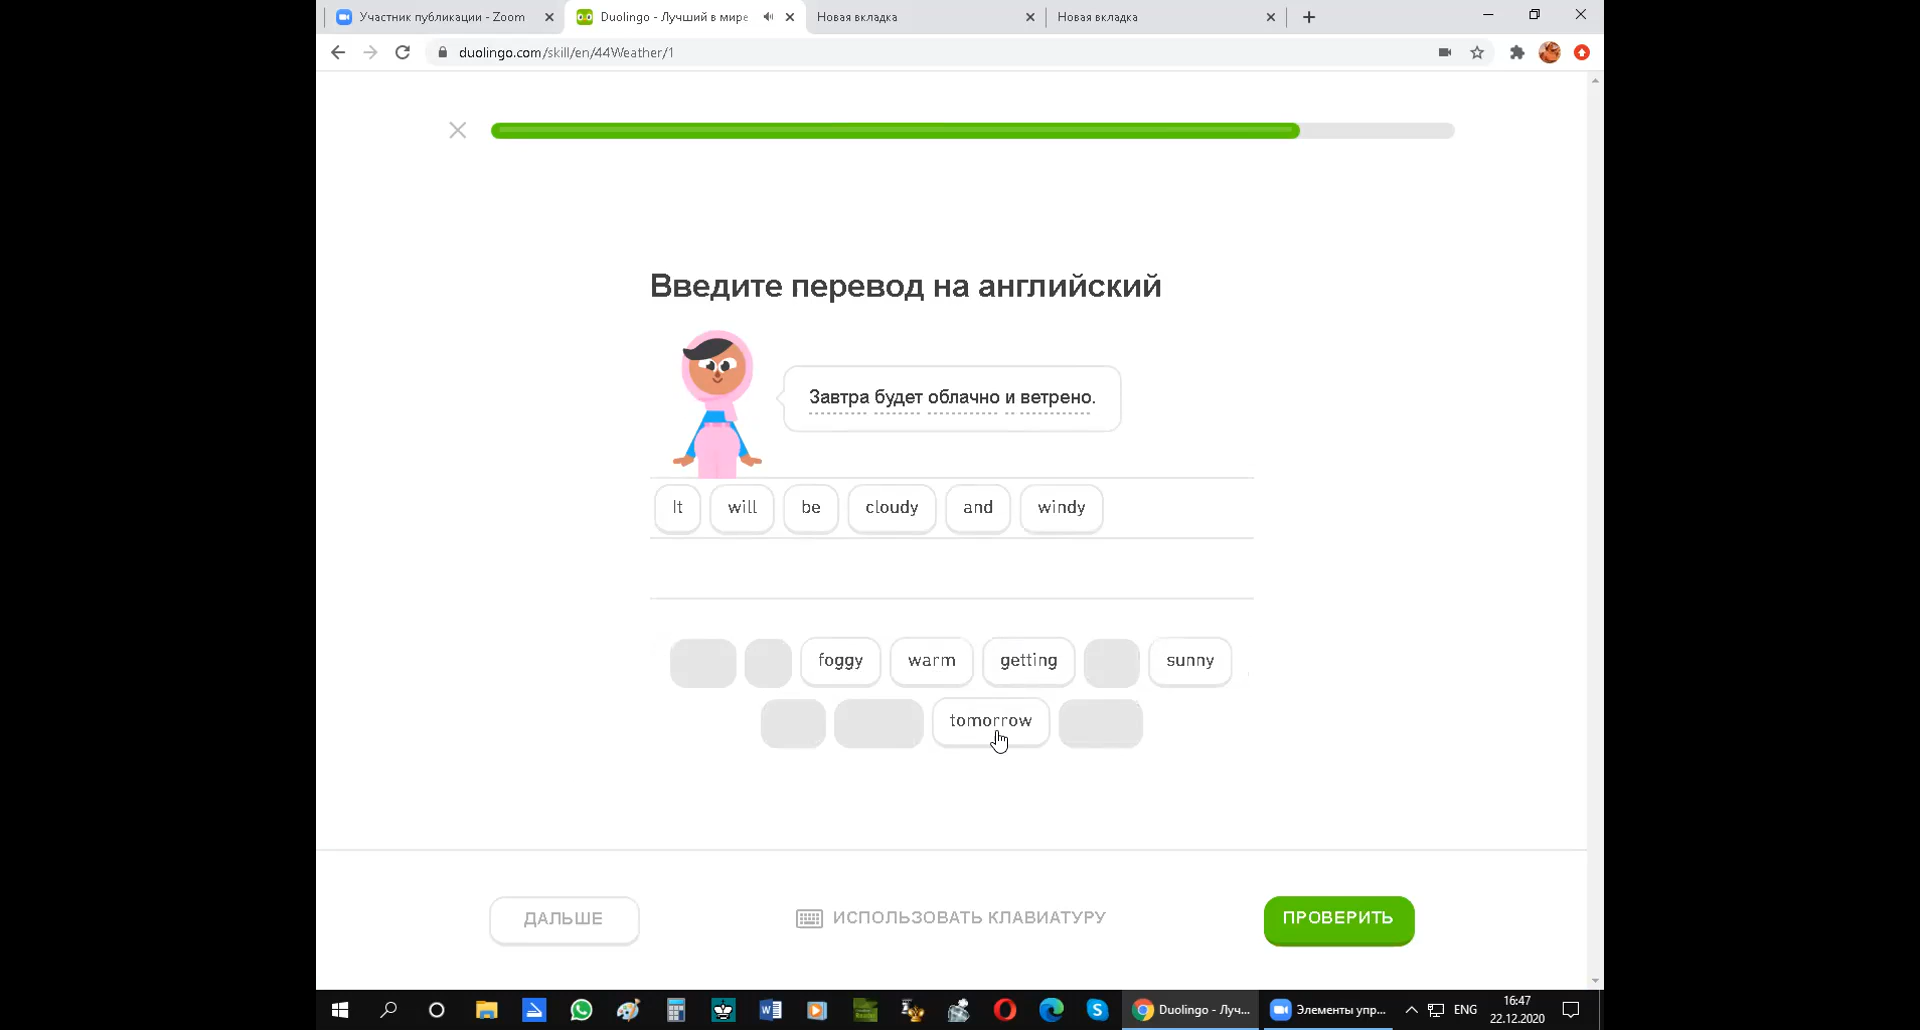 Участник публикации - Zoom
Duolingo - Лучший в мире
Новая вкладка
Новая вкладка
duolingo.com/skill/en/44Weather/1
Введите перевод на английский
Завтра будет облачно и ветрено.
It will be cloudy and windy
foggy warm getting sunny
tomorrow
ДАЛЬШЕ
ИСПОЛЬЗОВАТЬ КЛАВИАТУРУ
ПРОВЕРИТЬ
Duolingo - Луч...
Элементы упр...
ENG
16:47
22.12.2020